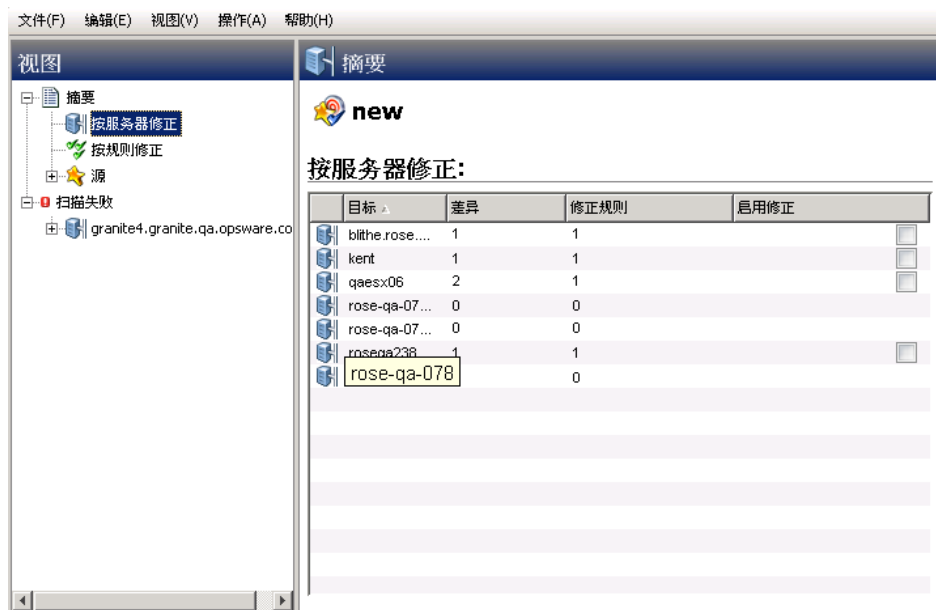 文件(F) 编辑(E) 视图(V) 操作(A) 帮助(H)
视图
摘要
按服务器修正
按规则修正
源
扫描失败
granite4.granite.qa.opsware.co
摘要
new
按服务器修正:
目标 差异 修正规则 启用修正
blithe.rose.... 1 1
kent 1 1
qaesx06 2 1
rose-qa-07... 0 0
rose-qa-07... 0 0
roseqa238 1 1
rose-qa-078 0